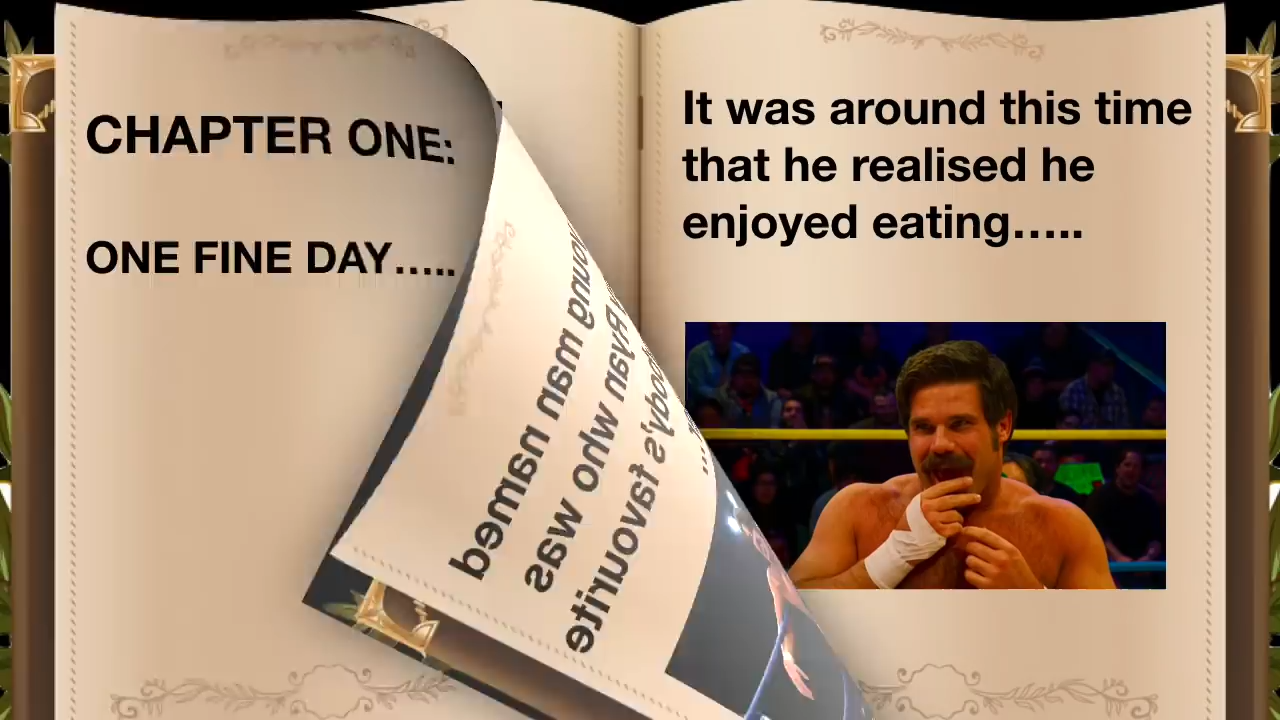 CHAPTER ONE:
ONE FINE DAY.....
young man named
Ryan who was
body's favourite
...
It was around this time
that he realised he
enjoyed eating.....